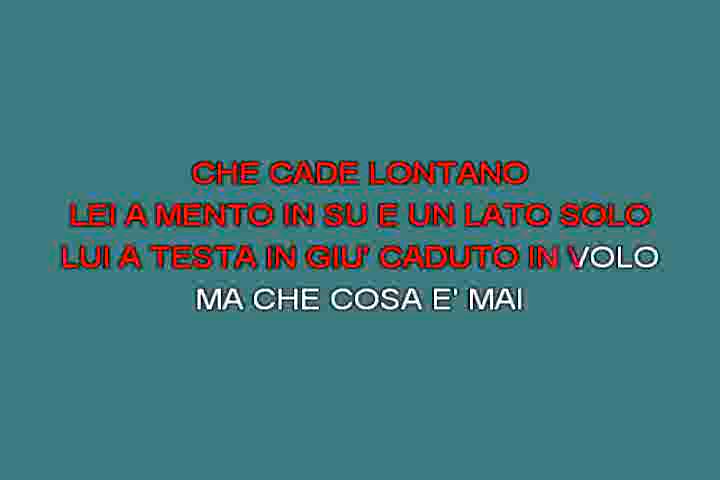 CHE CADE LONTANO
LEI A MENTO IN SU E UN LATO SOLO
LUI A TESTA IN GIU' CADUTO IN VOLO
MA CHE COSA E' MAI